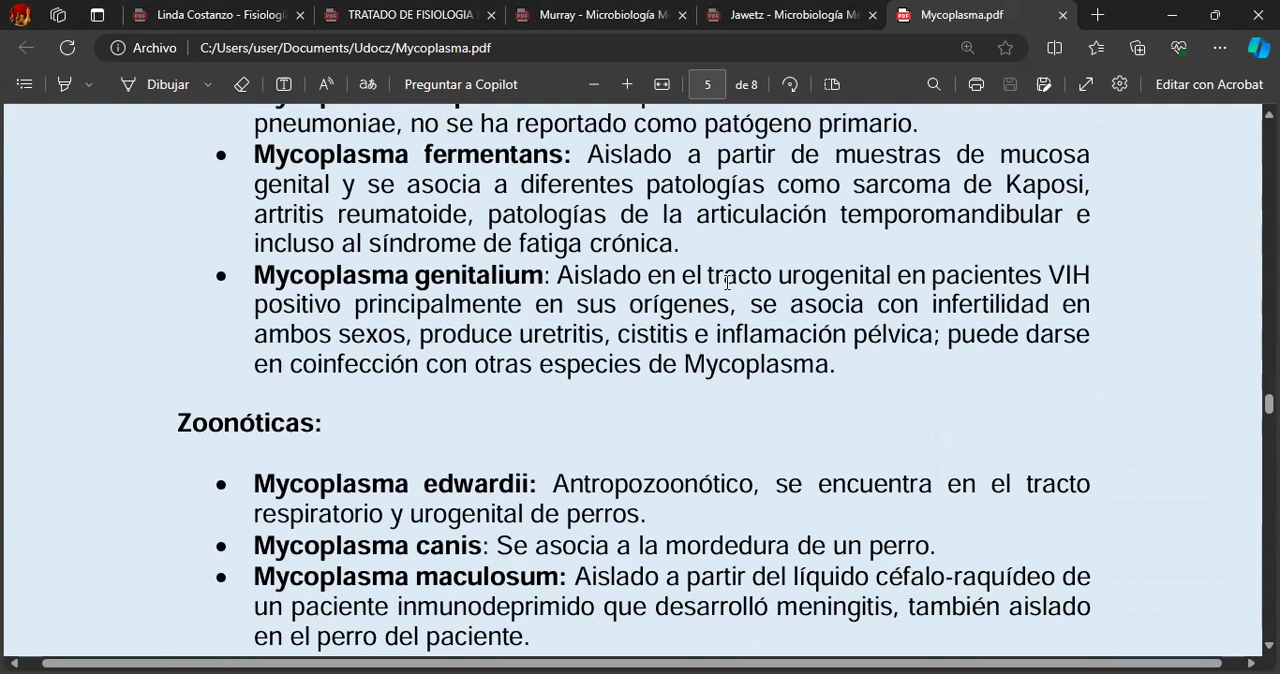 Linda Costanzo - Fisiologí
TRATADO DE FISIOLOGIA
Murray - Microbiología M
Jawetz - Microbiología Mé
Mycoplasma.pdf
Archivo
C:/Users/user/Documents/Udocz/Mycoplasma.pdf
Dibujar
Preguntar a Copilot
5 de 8
Editar con Acrobat
pneumoniae, no se ha reportado como patógeno primario.
• Mycoplasma fermentans: Aislado a partir de muestras de mucosa
genital y se asocia a diferentes patologías como sarcoma de Kaposi,
artritis reumatoide, patologías de la articulación temporomandibular e
incluso al síndrome de fatiga crónica.
• Mycoplasma genitalium: Aislado en el tracto urogenital en pacientes VIH
positivo principalmente en sus orígenes, se asocia con infertilidad en
ambos sexos, produce uretritis, cistitis e inflamación pélvica; puede darse
en coinfección con otras especies de Mycoplasma.
Zoonóticas:
• Mycoplasma edwardii: Antropozoonótico, se encuentra en el tracto
respiratorio y urogenital de perros.
• Mycoplasma canis: Se asocia a la mordedura de un perro.
• Mycoplasma maculosum: Aislado a partir del líquido céfalo-raquídeo de
un paciente inmunodeprimido que desarrolló meningitis, también aislado
en el perro del paciente.